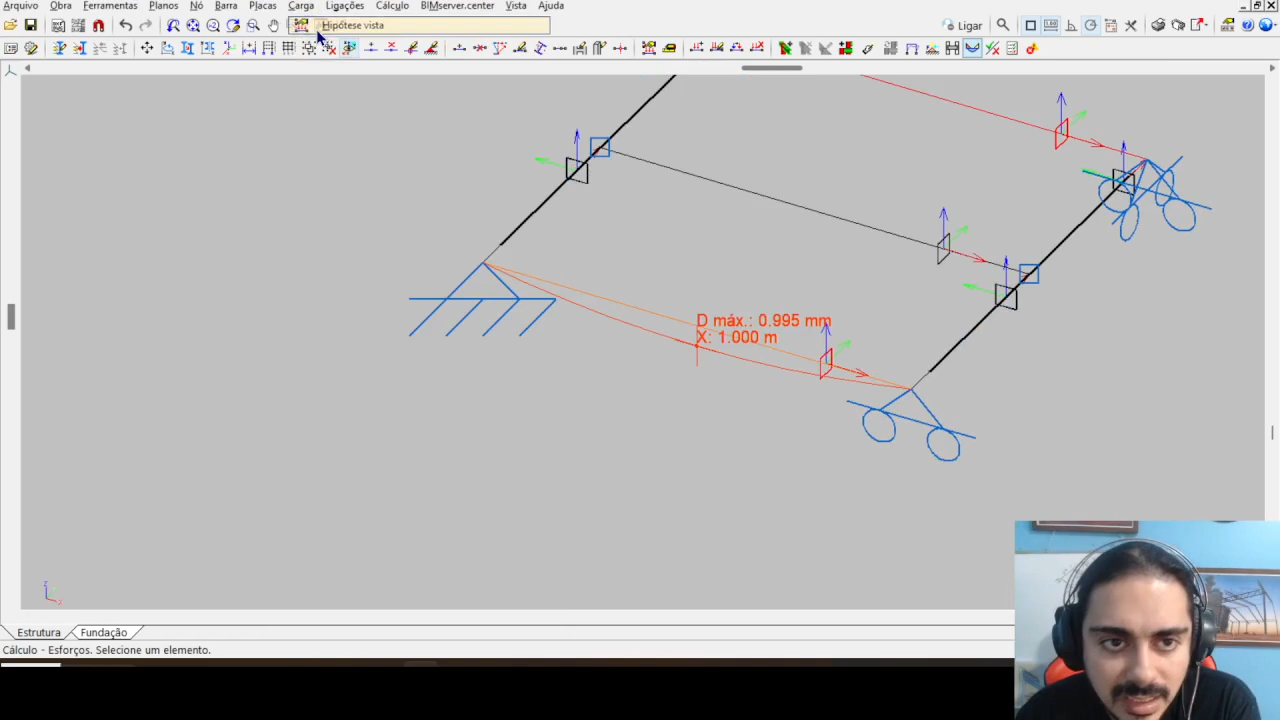 Arquivo Obra Ferramentas Planos Nó Barra Placas Carga Ligações Cálculo BIMserver.center Vista Ajuda
Hipótese vista
Ligar
D máx.: 0.995 mm
X: 1.000 m
Estrutura Fundação
Cálculo - Esforços. Selecione um elemento.